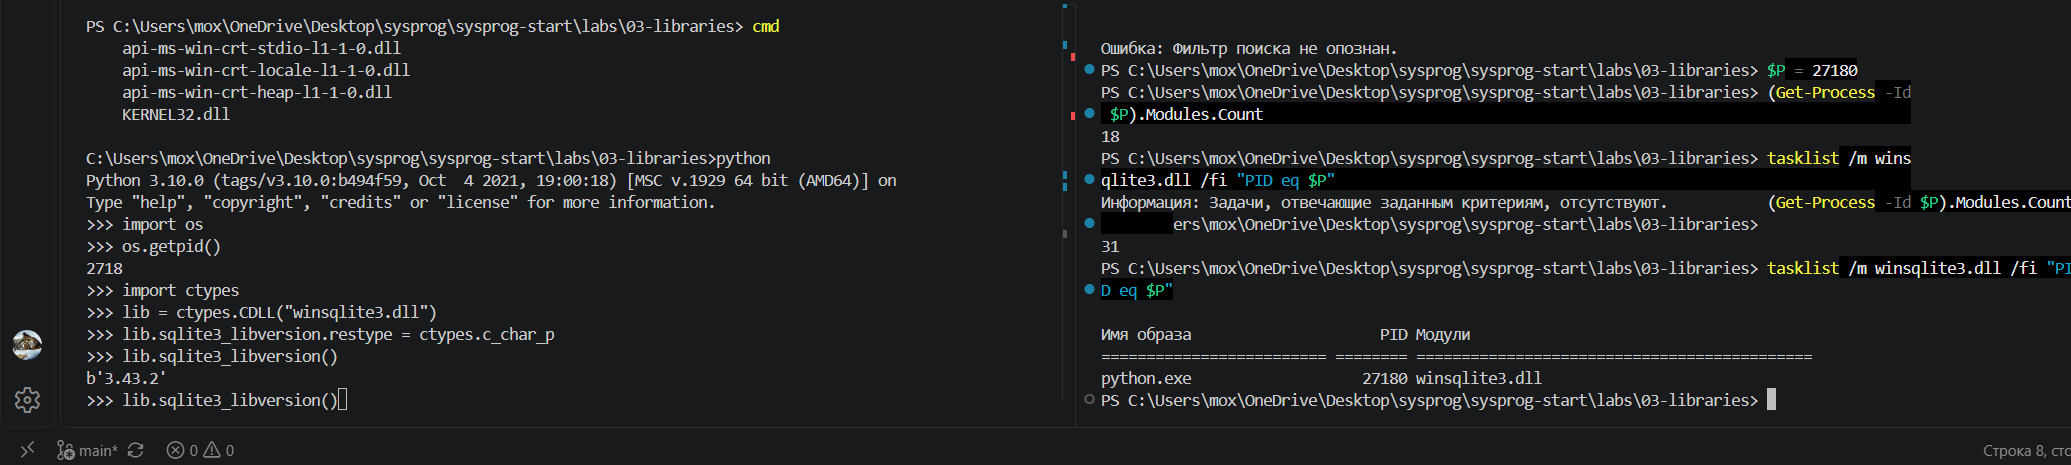 PS C:\Users\mox\OneDrive\Desktop\sysprog\sysprog-start\labs\03-libraries> cmd
api-ms-win-crt-stdio-l1-1-0.dll
api-ms-win-crt-locale-l1-1-0.dll
api-ms-win-crt-heap-l1-1-0.dll
KERNEL32.dll
C:\Users\mox\OneDrive\Desktop\sysprog\sysprog-start\labs\03-libraries>python
Python 3.10.0 (tags/v3.10.0:b494f59, Oct  4 2021, 19:00:18) [MSC v.1929 64 bit (AMD64)] on
Type "help", "copyright", "credits" or "license" for more information.
>>> import os
>>> os.getpid()
2718
>>> import ctypes
>>> lib = ctypes.CDLL("winsqlite3.dll")
>>> lib.sqlite3_libversion.restype = ctypes.c_char_p
>>> lib.sqlite3_libversion()
b'3.43.2'
>>> lib.sqlite3_libversion()
Ошибка: Фильтр поиска не опознан.
PS C:\Users\mox\OneDrive\Desktop\sysprog\sysprog-start\labs\03-libraries> $P = 27180
PS C:\Users\mox\OneDrive\Desktop\sysprog\sysprog-start\labs\03-libraries> (Get-Process -Id
$P).Modules.Count
18
PS C:\Users\mox\OneDrive\Desktop\sysprog\sysprog-start\labs\03-libraries> tasklist /m wins
qlite3.dll /fi "PID eq $P"
Информация: Задачи, отвечающие заданным критериям, отсутствуют. (Get-Process -Id $P).Modules.Count
ers\mox\OneDrive\Desktop\sysprog\sysprog-start\labs\03-libraries>
31
PS C:\Users\mox\OneDrive\Desktop\sysprog\sysprog-start\labs\03-libraries> tasklist /m winsqlite3.dll /fi "PI
D eq $P"
Имя образа PID Модули
========================= ======== ============================================
python.exe 27180 winsqlite3.dll
PS C:\Users\mox\OneDrive\Desktop\sysprog\sysprog-start\labs\03-libraries>
main* 0 0
Строка 8, сто